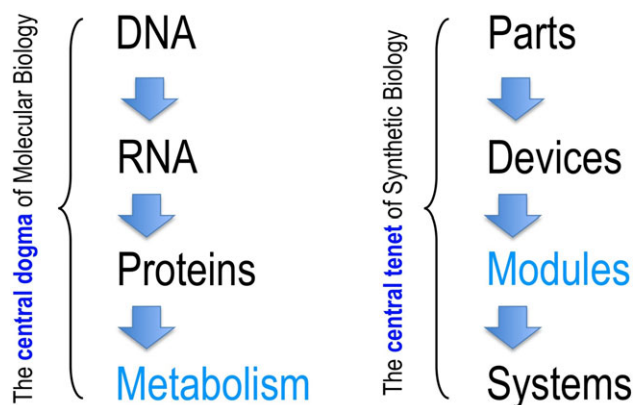 The central dogma of Molecular Biology
DNA
RNA
Proteins
Metabolism
The central tenet of Synthetic Biology
Parts
Devices
Modules
Systems